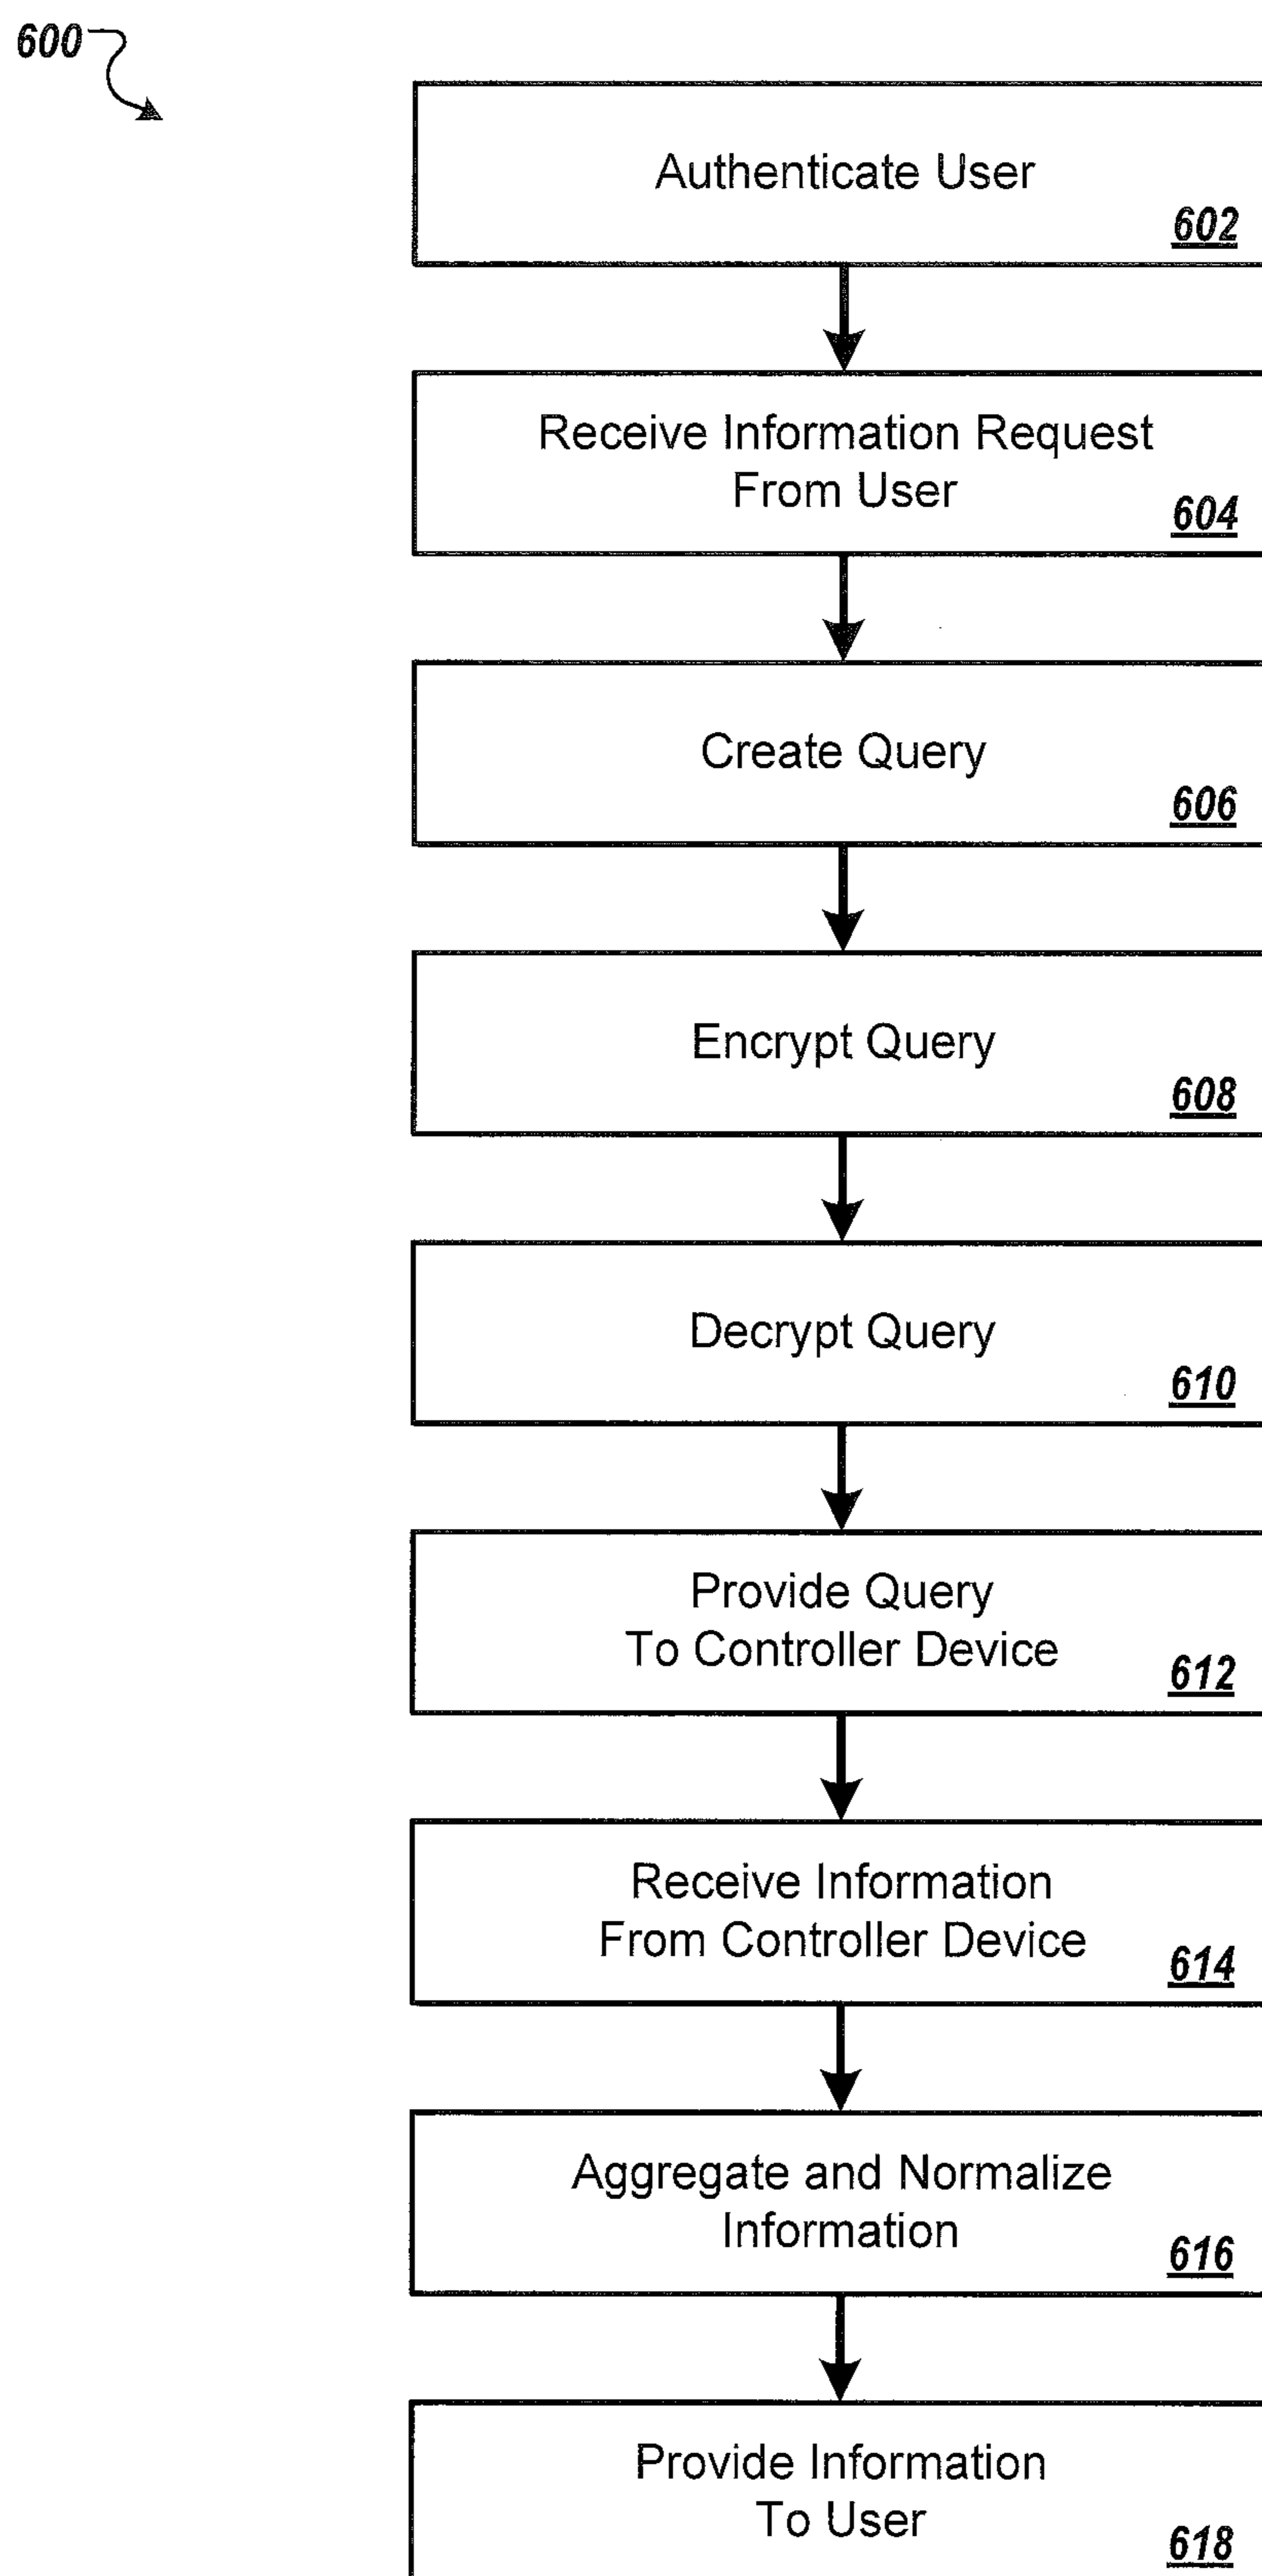 600
Authenticate User
602
Receive Information Request
From User
604
Create Query
606
Encrypt Query
608
Decrypt Query
610
Provide Query
To Controller Device
612
Receive Information
From Controller Device
614
Aggregate and Normalize
Information
616
Provide Information
To User
618